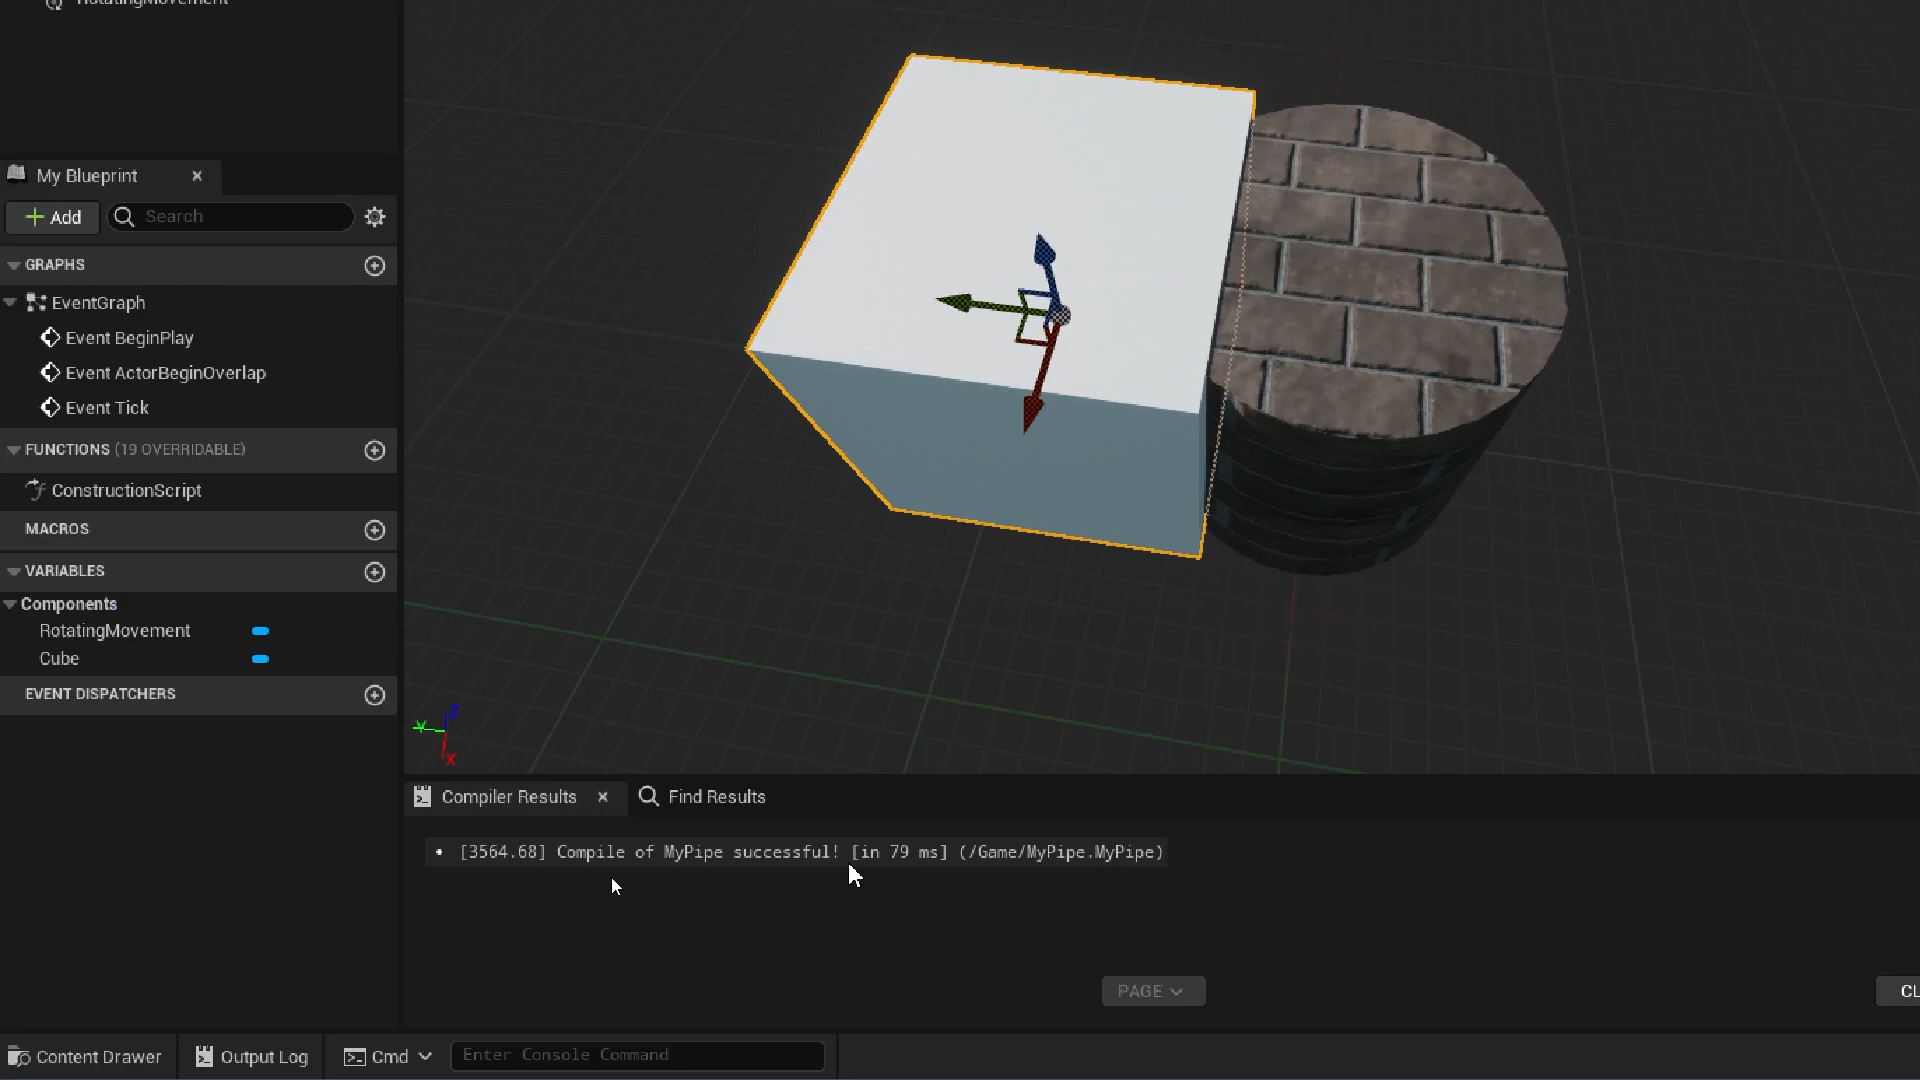 RotatingMovement
My Blueprint
Add
Search
GRAPHS
EventGraph
Event BeginPlay
Event ActorBeginOverlap
Event Tick
FUNCTIONS (19 OVERRIDABLE)
ConstructionScript
MACROS
VARIABLES
Components
RotatingMovement
Cube
EVENT DISPATCHERS
Z
Y
X
Compiler Results
Find Results
[3564.68] Compile of MyPipe successful! [in 79 ms] (/Game/MyPipe.MyPipe)
PAGE
CL
Content Drawer
Output Log
Cmd
Enter Console Command